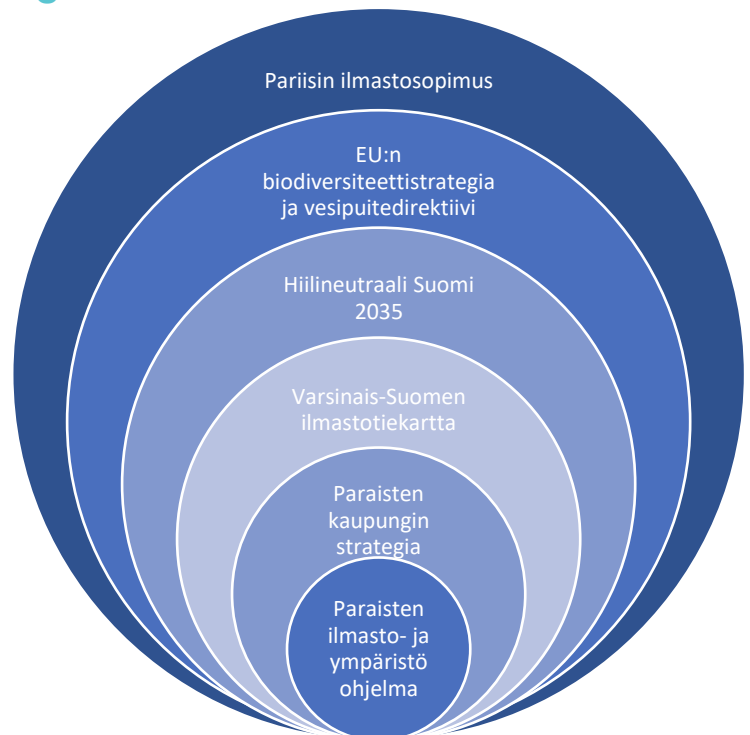 Pariisin ilmastosopimus
EU:n
biodiversiteettistrategia
ja vesipuitedirektiivi
Hiilineutraali Suomi
2035
Varsinais-Suomen
ilmastotiekartta
Paraisten
kaupungin
strategia
Paraisten
ilmasto- ja
ympäristö
ohjelma